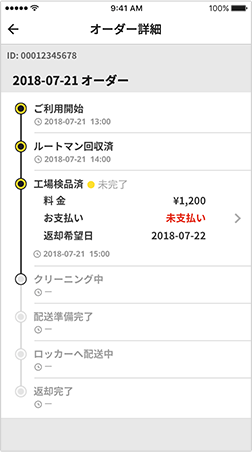 9:41 AM 100%
オーダー詳細
ID: 00012345678
2018-07-21 オーダー
ご利用開始
2018-07-21 13:00
ルートマン回収済
2018-07-21 14:00
工場検品済 未完了
料 金 ¥1,200
お支払い 未支払い
返却希望日 2018-07-22
2018-07-21 15:00
クリーニング中
―
配送準備完了
―
ロッカーへ配送中
―
返却完了
―